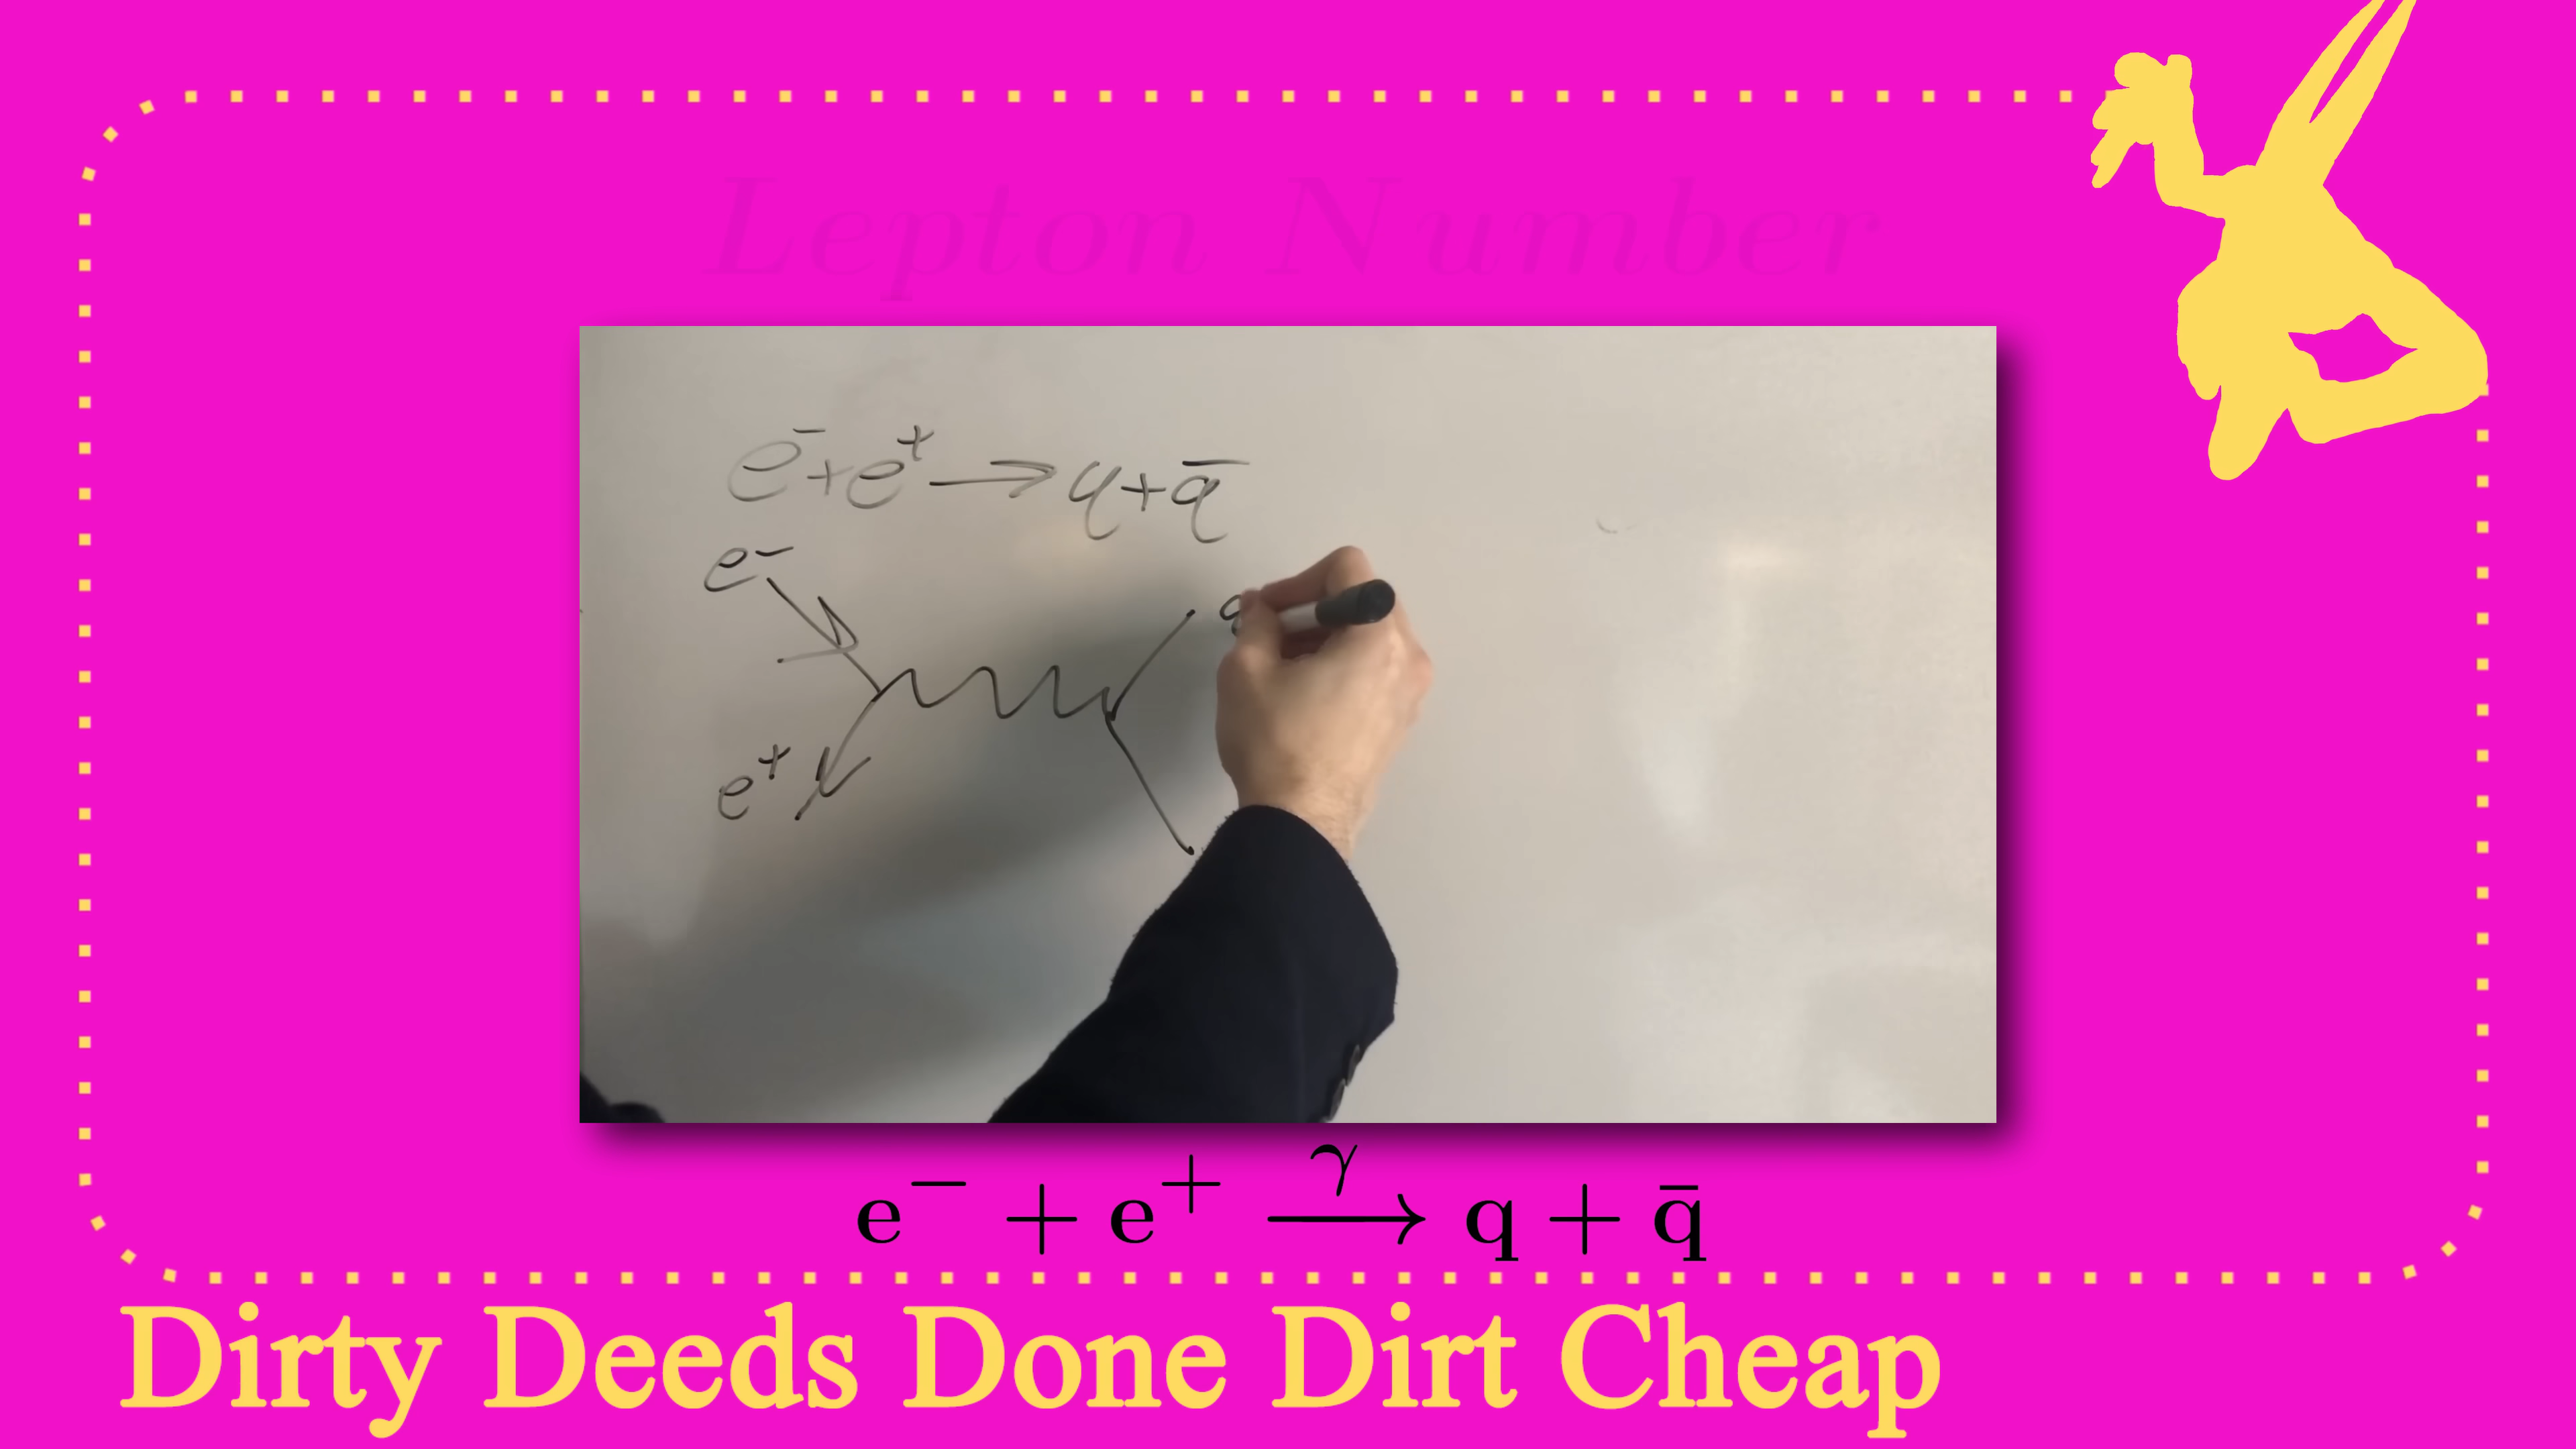 Lepton Number
e⁻ + e⁺ → q + q̄
e⁻
q
e⁺
e⁻ + e⁺ →^γ q + q̄
Dirty Deeds Done Dirt Cheap